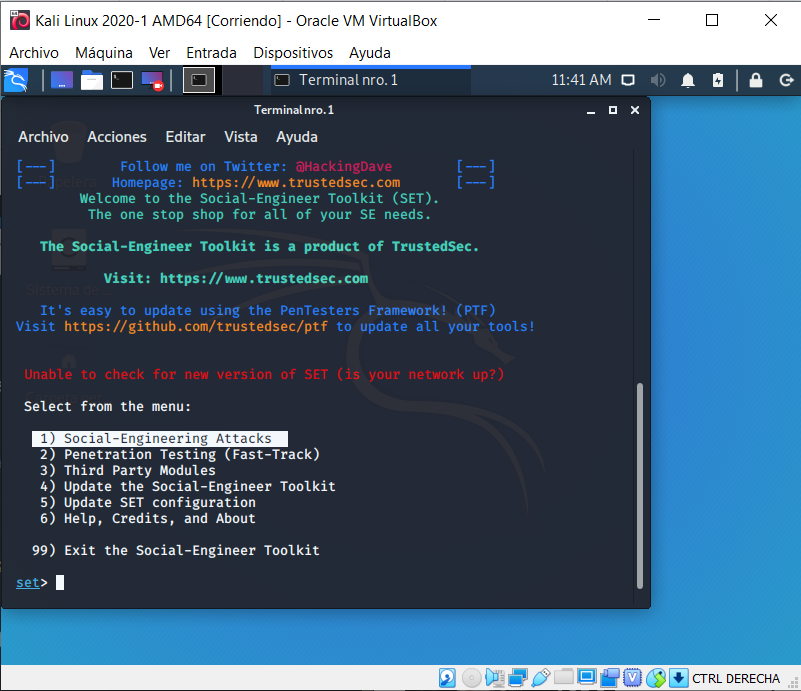 Kali Linux 2020-1 AMD64 [Corriendo] - Oracle VM VirtualBox
Archivo Máquina Ver Entrada Dispositivos Ayuda
Terminal nro. 1 11:41 AM
Terminal nro. 1
Archivo Acciones Editar Vista Ayuda
[---] Follow me on Twitter: @HackingDave [---]
[---] Homepage: https://www.trustedsec.com [---]
Welcome to the Social-Engineer Toolkit (SET).
The one stop shop for all of your SE needs.
The Social-Engineer Toolkit is a product of TrustedSec.
Visit: https://www.trustedsec.com
It's easy to update using the PenTesters Framework! (PTF)
Visit https://github.com/trustedsec/ptf to update all your tools!
Unable to check for new version of SET (is your network up?)
Select from the menu:
1) Social-Engineering Attacks
2) Penetration Testing (Fast-Track)
3) Third Party Modules
4) Update the Social-Engineer Toolkit
5) Update SET configuration
6) Help, Credits, and About
99) Exit the Social-Engineer Toolkit
set>
CTRL DERECHA